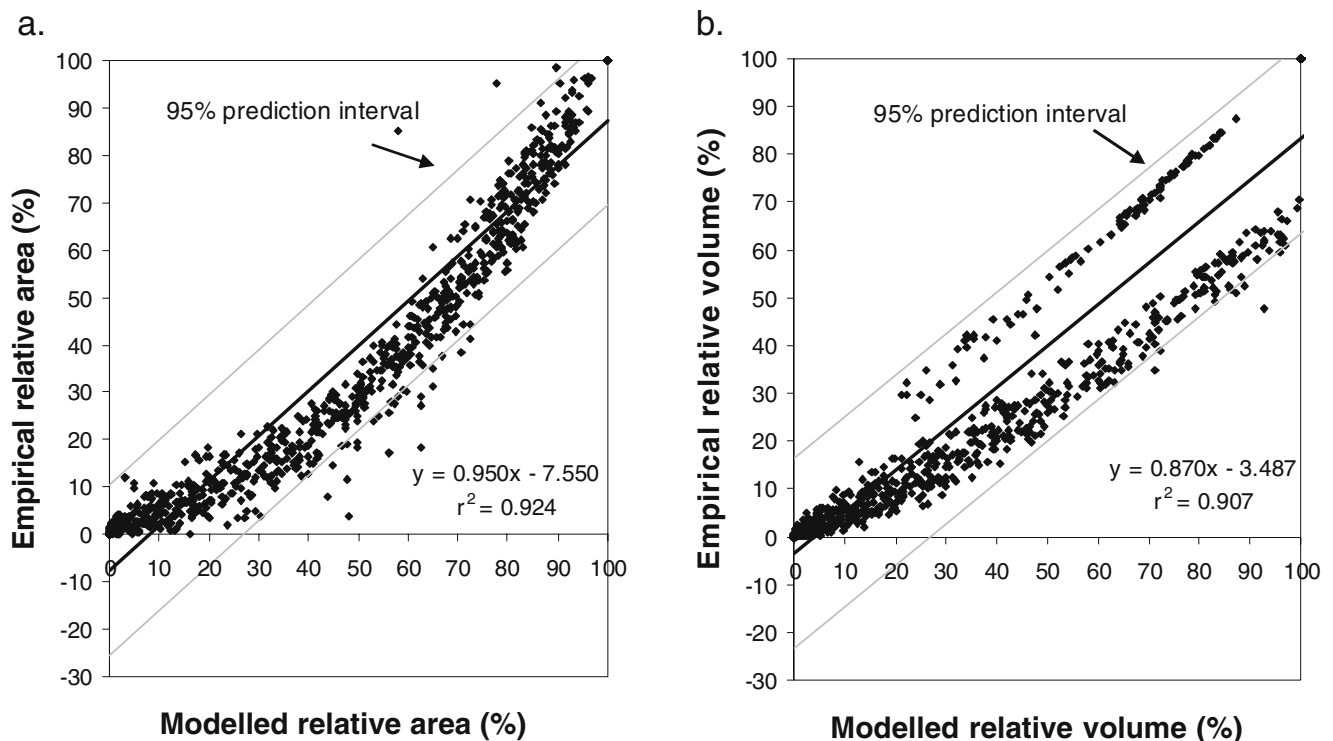 a.
Empirical relative area (%)
100
90
80
70
60
50
40
30
20
10
0
-10
-20
-30
95% prediction interval
y = 0.950x - 7.550
r² = 0.924
0 10 20 30 40 50 60 70 80 90 100
Modelled relative area (%)
b.
Empirical relative volume (%)
100
90
80
70
60
50
40
30
20
10
0
-10
-20
-30
95% prediction interval
y = 0.870x - 3.487
r² = 0.907
0 10 20 30 40 50 60 70 80 90 100
Modelled relative volume (%)